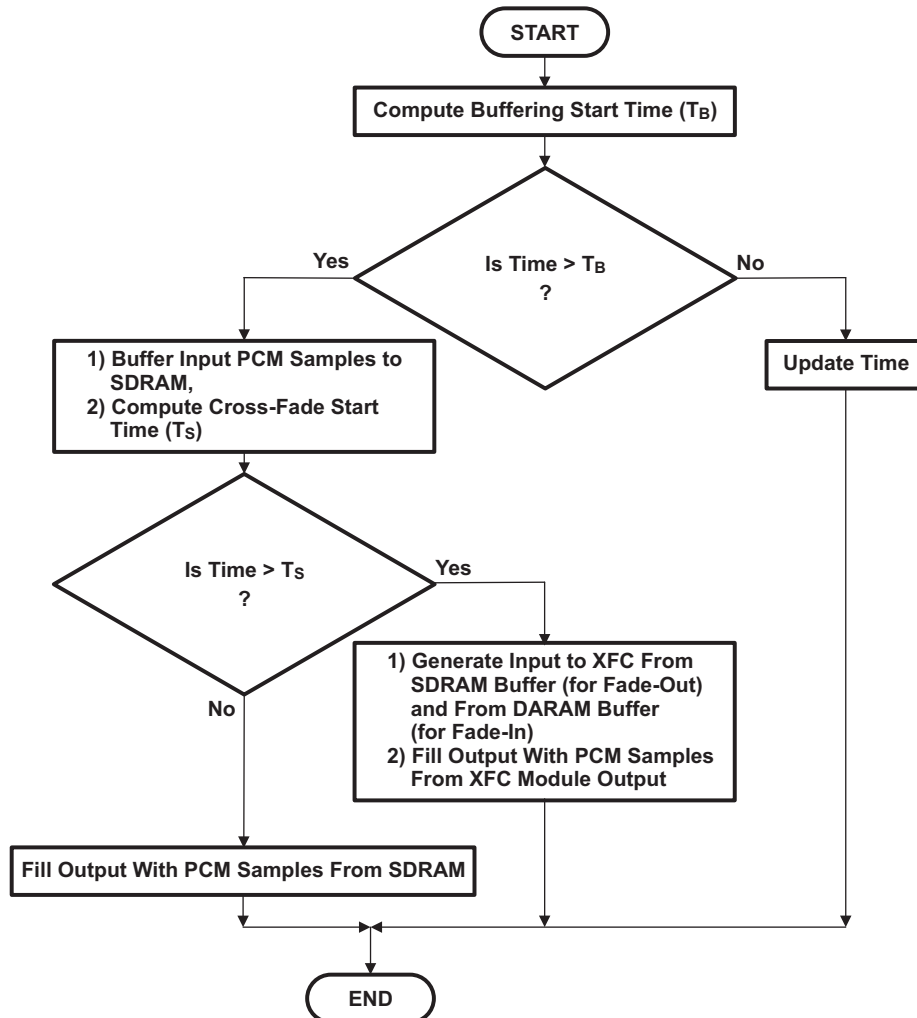 START
Compute Buffering Start Time (TB)
Is Time > TB
?
Yes
No
1) Buffer Input PCM Samples to
SDRAM,
2) Compute Cross-Fade Start
Time (TS)
Update Time
Is Time > TS
?
Yes
No
1) Generate Input to XFC From
SDRAM Buffer (for Fade-Out)
and From DARAM Buffer
(for Fade-In)
2) Fill Output With PCM Samples
From XFC Module Output
Fill Output With PCM Samples From SDRAM
END